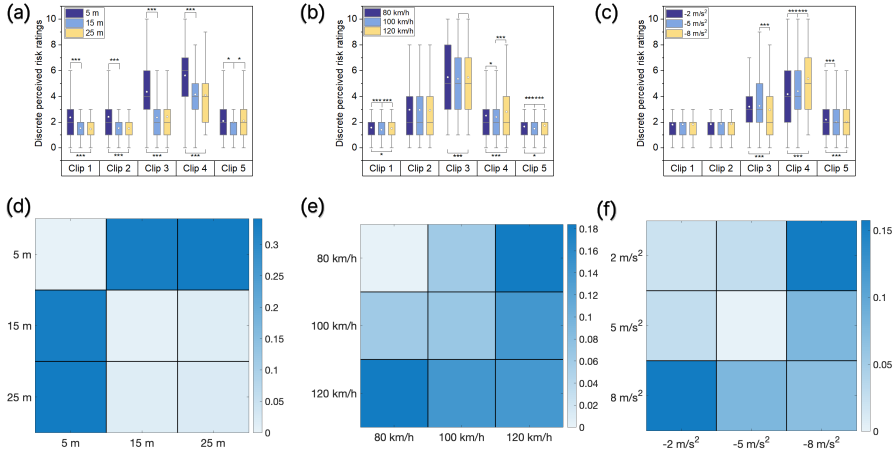 (a)
Discrete perceived risk ratings
10
8
6
4
2
0
5 m
15 m
25 m
***
***
***
***
* *
***
***
***
***
Clip 1 Clip 2 Clip 3 Clip 4 Clip 5
(b)
Discrete perceived risk ratings
10
8
6
4
2
0
80 km/h
100 km/h
120 km/h
*** ***
*
***
*** ***
*
***
***
*
Clip 1 Clip 2 Clip 3 Clip 4 Clip 5
(c)
Discrete perceived risk ratings
10
8
6
4
2
0
-2 m/s²
-5 m/s²
-8 m/s²
***
*** ***
***
***
***
***
Clip 1 Clip 2 Clip 3 Clip 4 Clip 5
(d)
5 m
15 m
25 m
5 m 15 m 25 m
0.3
0.25
0.2
0.15
0.1
0.05
0
(e)
80 km/h
100 km/h
120 km/h
80 km/h 100 km/h 120 km/h
0.18
0.16
0.14
0.12
0.1
0.08
0.06
0.04
0.02
0
(f)
2 m/s²
5 m/s²
8 m/s²
-2 m/s² -5 m/s² -8 m/s²
0.15
0.1
0.05
0